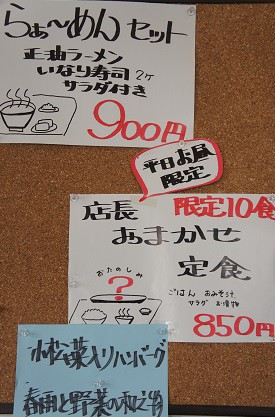 らぁ〜めんセット
正油ラーメン
いなり寿司 2ヶ
サラダ付き
900円
平日お昼
限定
店長 限定10食
おまかせ
定食
おたのしみ
?
ごはん おみそ汁
サラダ お漬物
850円
小松菜入りハンバーグ
春雨と野菜の和え物